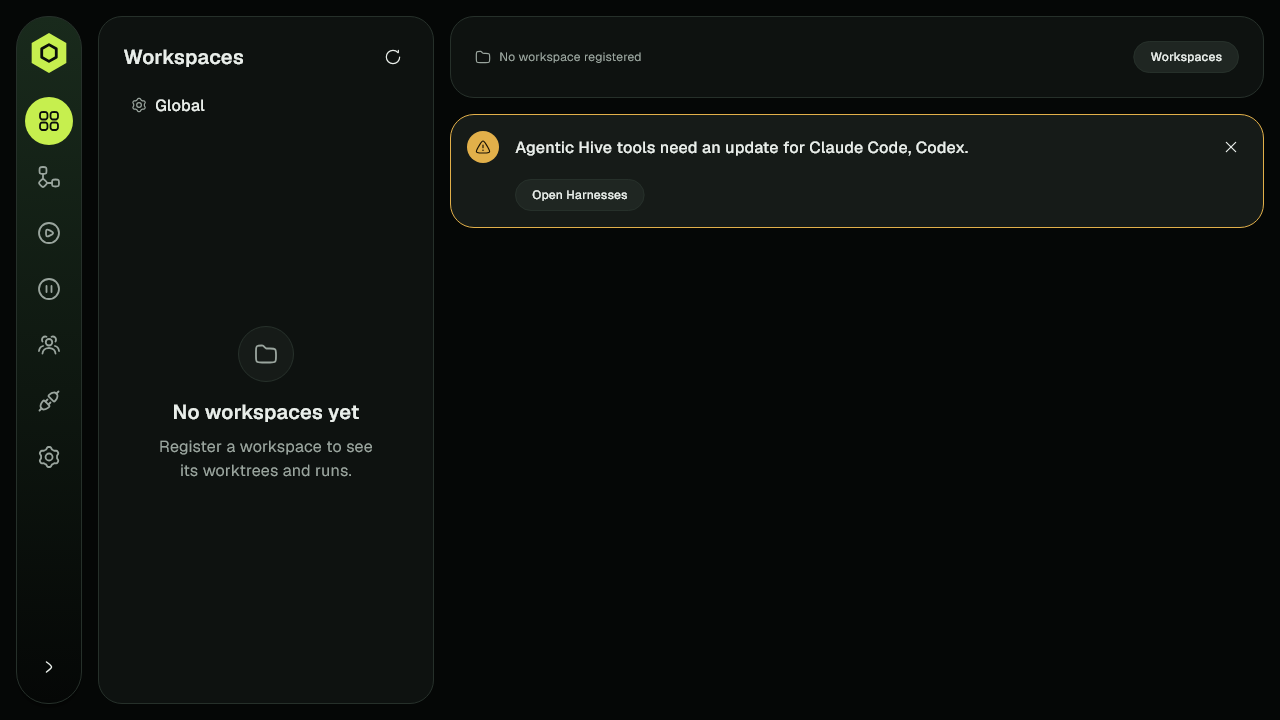 Workspaces
Global
No workspaces yet
Register a workspace to see
its worktrees and runs.
No workspace registered
Workspaces
Agentic Hive tools need an update for Claude Code, Codex.
Open Harnesses